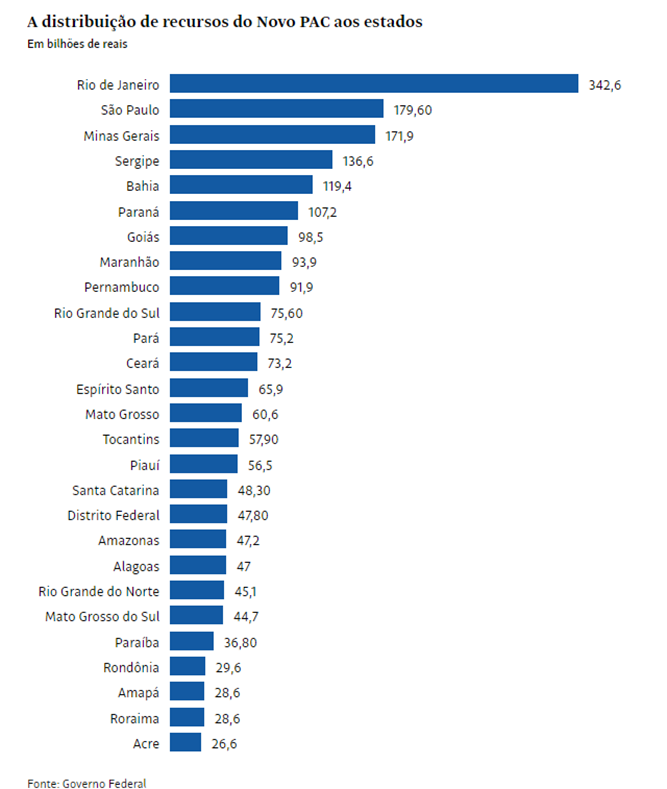 A distribuição de recursos do Novo PAC aos estados
Em bilhões de reais
Rio de Janeiro 342,6
São Paulo 179,60
Minas Gerais 171,9
Sergipe 136,6
Bahia 119,4
Paraná 107,2
Goiás 98,5
Maranhão 93,9
Pernambuco 91,9
Rio Grande do Sul 75,60
Pará 75,2
Ceará 73,2
Espírito Santo 65,9
Mato Grosso 60,6
Tocantins 57,90
Piauí 56,5
Santa Catarina 48,30
Distrito Federal 47,80
Amazonas 47,2
Alagoas 47
Rio Grande do Norte 45,1
Mato Grosso do Sul 44,7
Paraíba 36,80
Rondônia 29,6
Amapá 28,6
Roraima 28,6
Acre 26,6
Fonte: Governo Federal